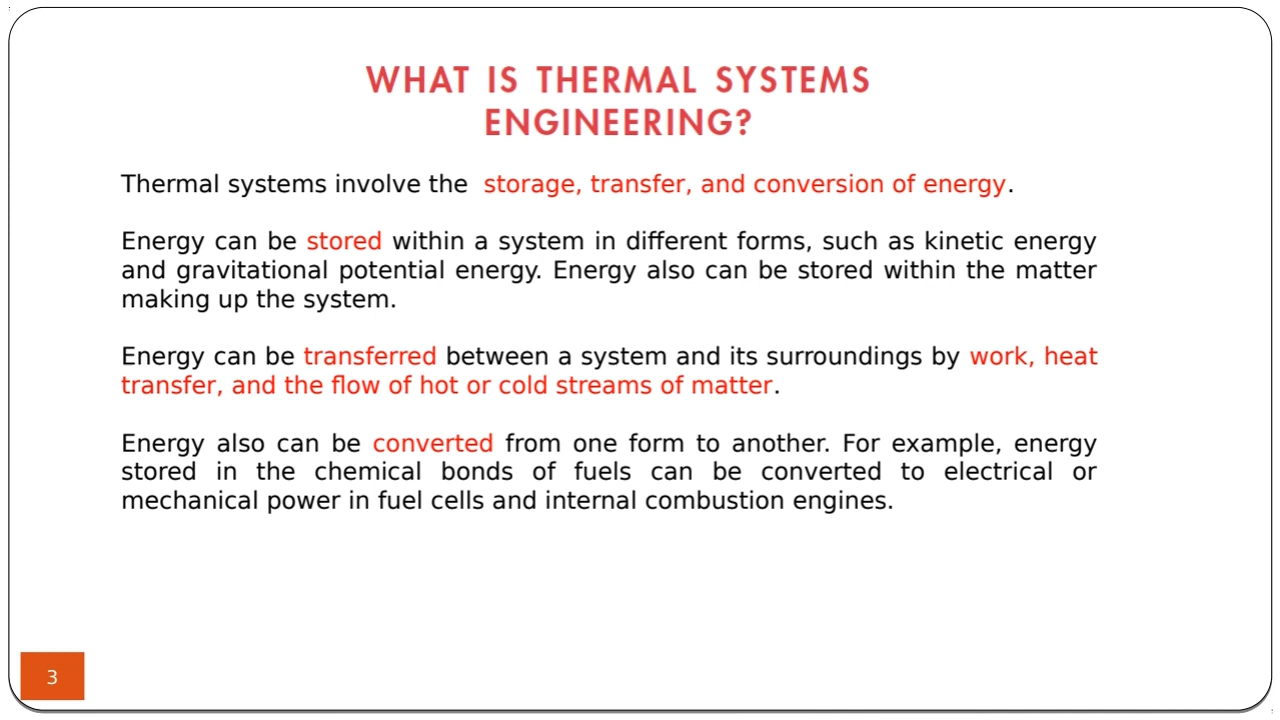 WHAT IS THERMAL SYSTEMS
ENGINEERING?
Thermal systems involve the storage, transfer, and conversion of energy.
Energy can be stored within a system in different forms, such as kinetic energy
and gravitational potential energy. Energy also can be stored within the matter
making up the system.
Energy can be transferred between a system and its surroundings by work, heat
transfer, and the flow of hot or cold streams of matter.
Energy also can be converted from one form to another. For example, energy
stored in the chemical bonds of fuels can be converted to electrical or
mechanical power in fuel cells and internal combustion engines.
3